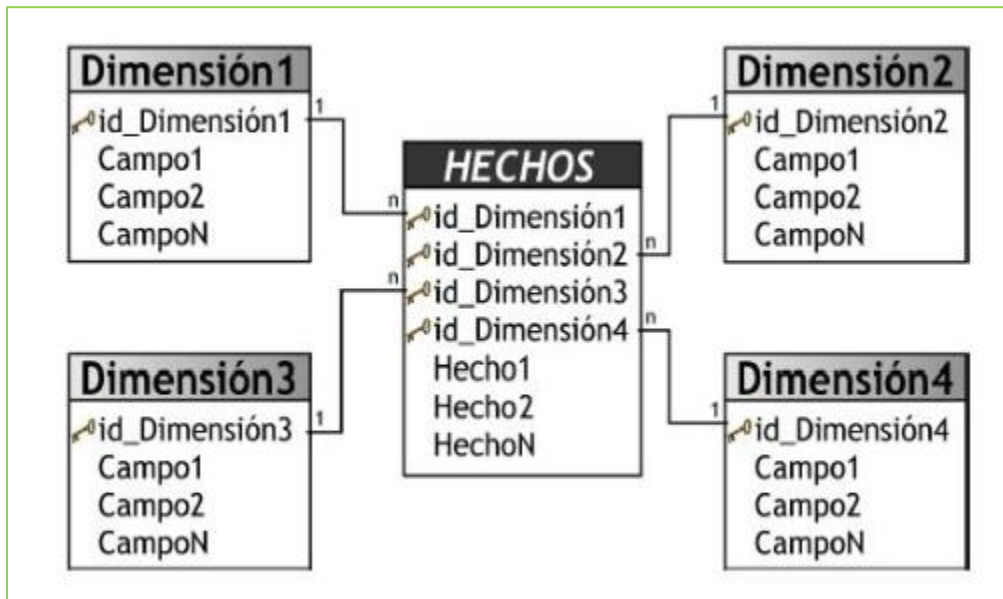 Dimensión1
id_Dimensión1
Campo1
Campo2
CampoN
1
Dimensión2
id_Dimensión2
Campo1
Campo2
CampoN
1
HECHOS
id_Dimensión1
id_Dimensión2
id_Dimensión3
id_Dimensión4
Hecho1
Hecho2
HechoN
n
n
n
n
Dimensión3
id_Dimensión3
Campo1
Campo2
CampoN
1
Dimensión4
id_Dimensión4
Campo1
Campo2
CampoN
1